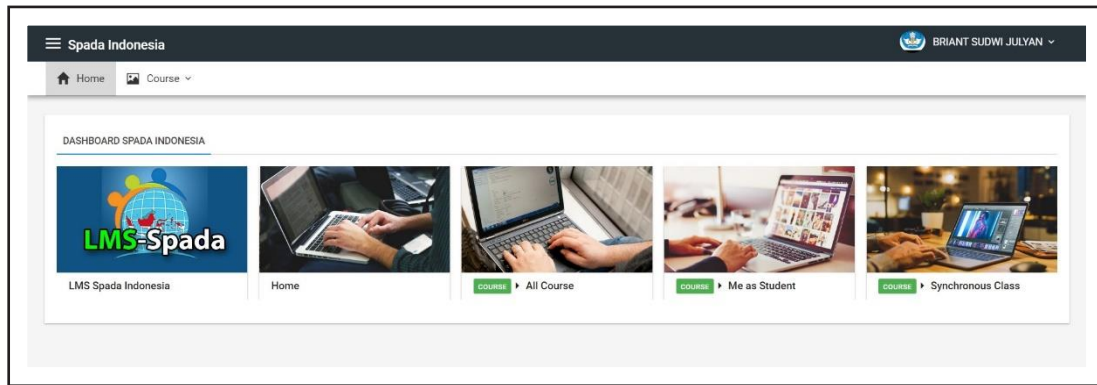 Spada Indonesia
BRIANT SUDWI JULYAN
Home
Course
DASHBOARD SPADA INDONESIA
LMS-Spada
LMS Spada Indonesia
Home
COURSE All Course
COURSE Me as Student
COURSE Synchronous Class